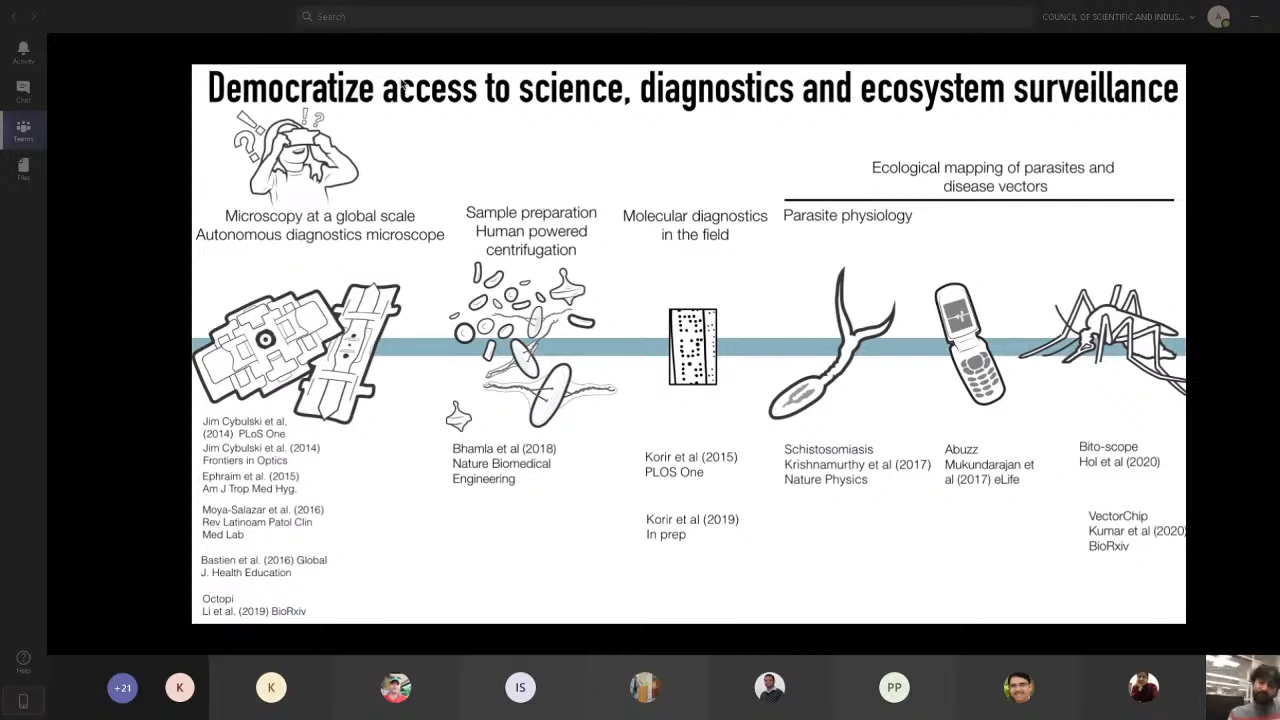 Search
COUNCIL OF SCIENTIFIC AND INDUS...
A
Activity
Chat
Teams
Files
Democratize access to science, diagnostics and ecosystem surveillance
Microscopy at a global scale
Autonomous diagnostics microscope
Sample preparation
Human powered
centrifugation
Molecular diagnostics
in the field
Ecological mapping of parasites and
disease vectors
Parasite physiology
Jim Cybulski et al,
(2014) PLoS One
Jim Cybulski et al. (2014)
Frontiers in Optics
Ephraim et al. (2015)
Am J Trop Med Hyg.
Moya-Salazar et al. (2016)
Rev Latinoam Patol Clin
Med Lab
Bastien et al. (2016) Global
J. Health Education
Octopi
Li et al. (2019) BioRxiv
Bhamla et al (2018)
Nature Biomedical
Engineering
Korir et al (2015)
PLOS One
Korir et al (2019)
In prep
Schistosomiasis
Krishnamurthy et al (2017)
Nature Physics
Abuzz
Mukundarajan et
al (2017) eLife
Bito-scope
Hol et al (2020)
VectorChip
Kumar et al (2020)
BioRxiv
Help
+21
K
K
IS
PP